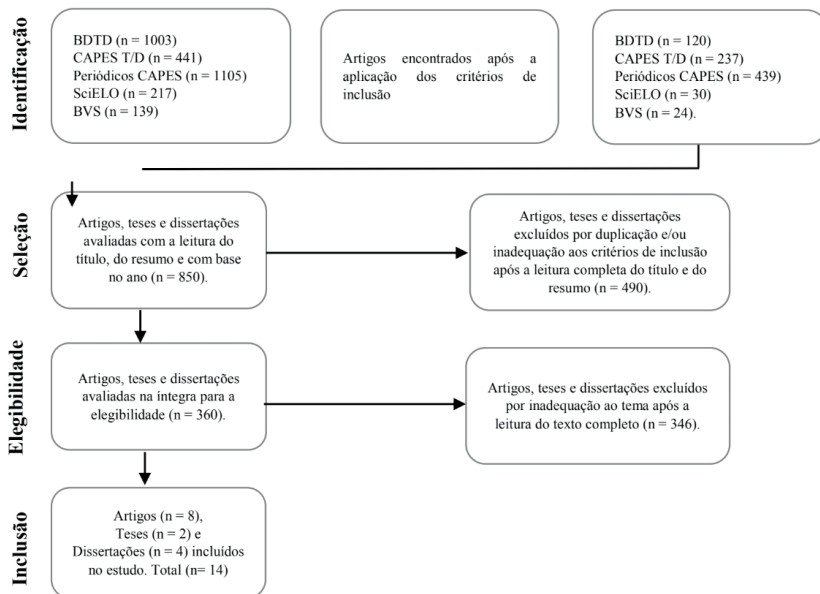 Identificação
BDTD (n = 1003)
CAPES T/D (n = 441)
Periódicos CAPES (n = 1105)
SciELO (n = 217)
BVS (n = 139)
Artigos encontrados após a
aplicação dos critérios de
inclusão
BDTD (n = 120)
CAPES T/D (n = 237)
Periódicos CAPES (n = 439)
SciELO (n = 30)
BVS (n = 24).
Seleção
Artigos, teses e dissertações
avaliadas com a leitura do
título, do resumo e com base
no ano (n = 850).
Artigos, teses e dissertações
excluídos por duplicação e/ou
inadequação aos critérios de inclusão
após a leitura completa do título e do
resumo (n = 490).
Elegibilidade
Artigos, teses e dissertações
avaliadas na íntegra para a
elegibilidade (n = 360).
Artigos, teses e dissertações excluídos
por inadequação ao tema após a
leitura do texto completo (n = 346).
Inclusão
Artigos (n = 8),
Teses (n = 2) e
Dissertações (n = 4) incluídos
no estudo. Total (n= 14)